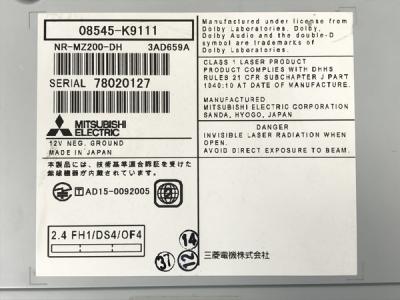 08545-K9111
NR-MZ200-DH 3AD659A
SERIAL 78020127
MITSUBISHI
ELECTRIC
12V NEG. GROUND
MADE IN JAPAN
本製品には、技術基準適合認証を受けた
無線機器が内蔵されています。
T AD15-0092005
2.4 FH1/DS4/OF4
Manufactured under license from
Dolby Laboratories. Dolby,
Dolby Audio and the double-D
symbol are trademarks of
Dolby Laboratories.
CLASS 1 LASER PRODUCT
PRODUCT COMPLIES WITH DHHS
RULES 21 CFR SUBCHAPTER J PART
1040:10 AT DATE OF MANUFACTURE.
MANUFACTURED
MITSUBISHI ELECTRIC CORPORATION
SANDA, HYOGO, JAPAN
DANGER
INVISIBLE LASER RADIATION WHEN
OPEN.
AVOID DIRECT EXPOSURE TO BEAM.
14
37 12
三菱電機株式会社